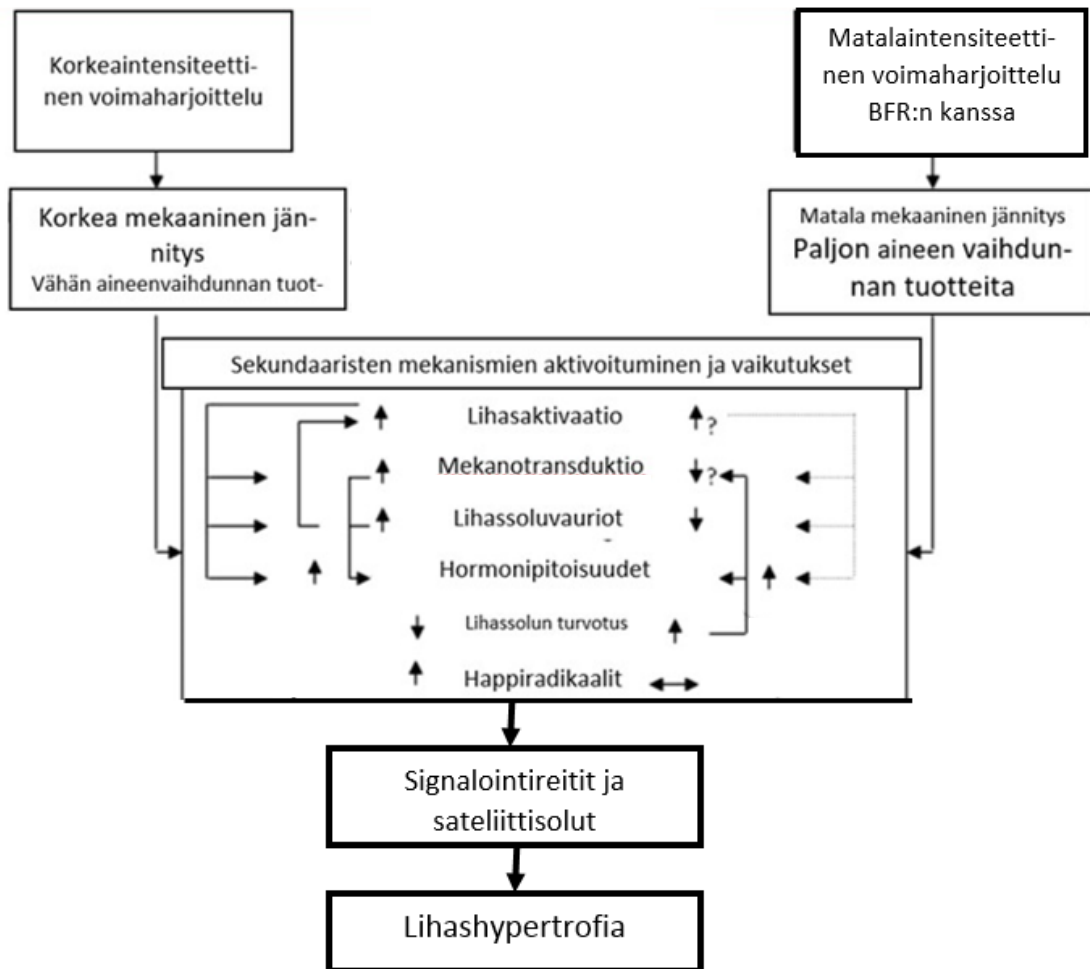 Korkeaintensiteetti-
nen voimaharjoittelu
Matalaintensiteetti-
nen voimaharjoittelu
BFR:n kanssa
Korkea mekaaninen jän-
nitys
Vähän aineenvaihdunnan tuot-
Matala mekaaninen jännitys
Paljon aineen vaihdun-
nan tuotteita
Sekundaaristen mekanismien aktivoituminen ja vaikutukset
Lihasaktivaatio
?
Mekanotransduktio
?
Lihassoluvauriot
Hormonipitoisuudet
Lihassolun turvotus
Happiradikaalit
Signalointireitit ja
sateliittisolut
Lihashypertrofia